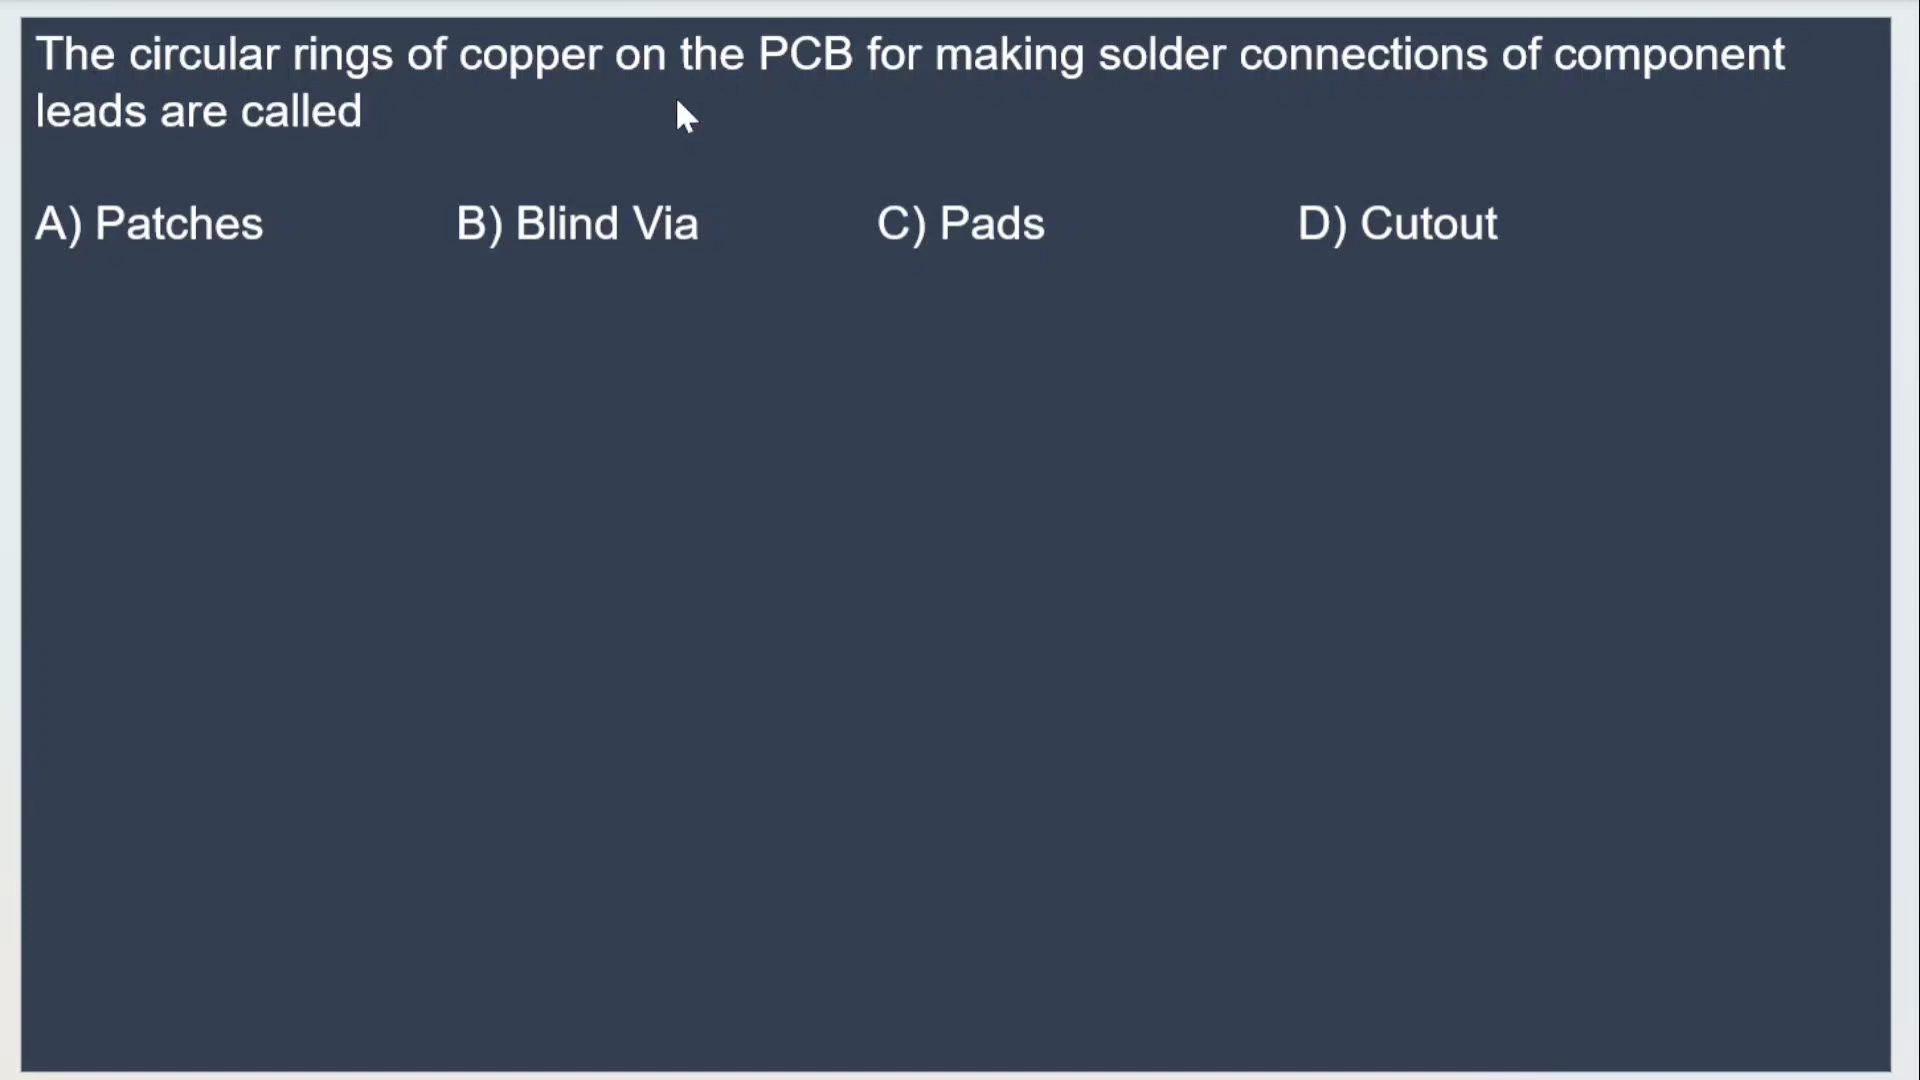 The circular rings of copper on the PCB for making solder connections of component
leads are called
A) Patches B) Blind Via C) Pads D) Cutout